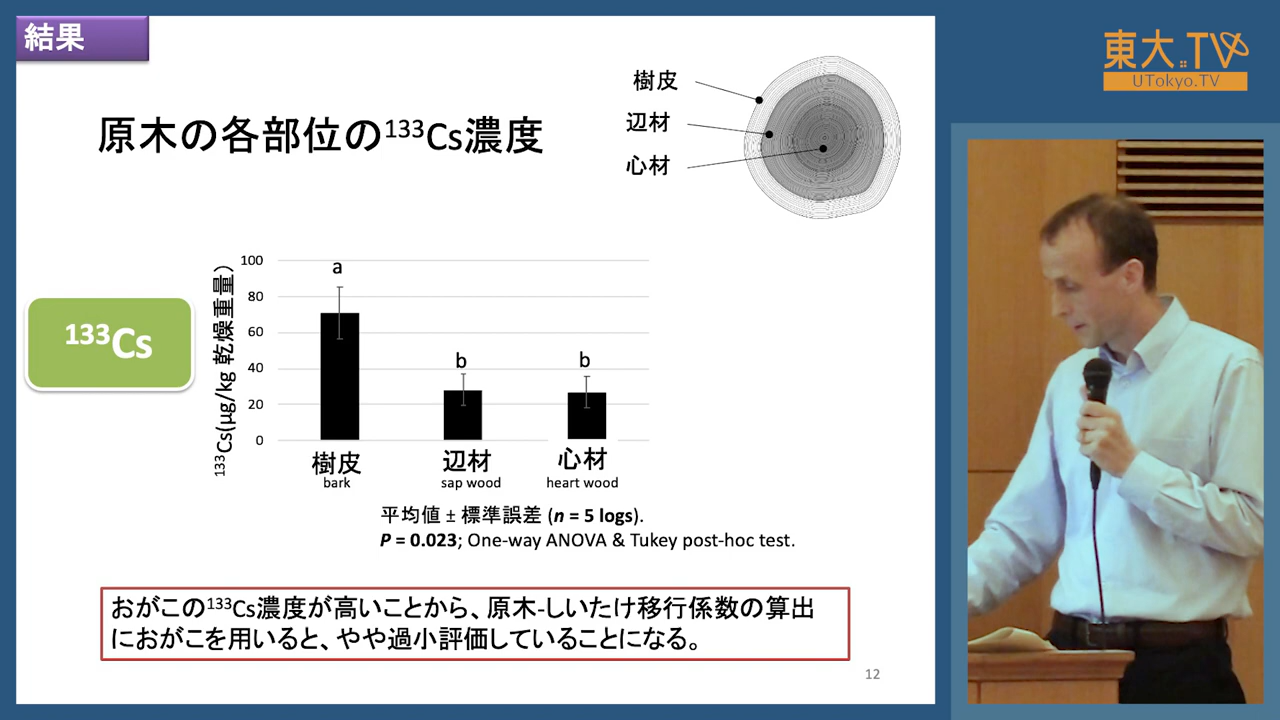 結果
東大.TV
UTokyo.TV
樹皮
辺材
心材
原木の各部位の¹³³Cs濃度
¹³³Cs
¹³³Cs(μg/kg 乾燥重量)
100
80
60
40
20
0
a
b
b
樹皮
bark
辺材
sap wood
心材
heart wood
平均値 ± 標準誤差 (n = 5 logs).
P = 0.023; One-way ANOVA & Tukey post-hoc test.
おがこの¹³³Cs濃度が高いことから、原木-しいたけ移行係数の算出
におがこを用いると、やや過小評価していることになる。
12